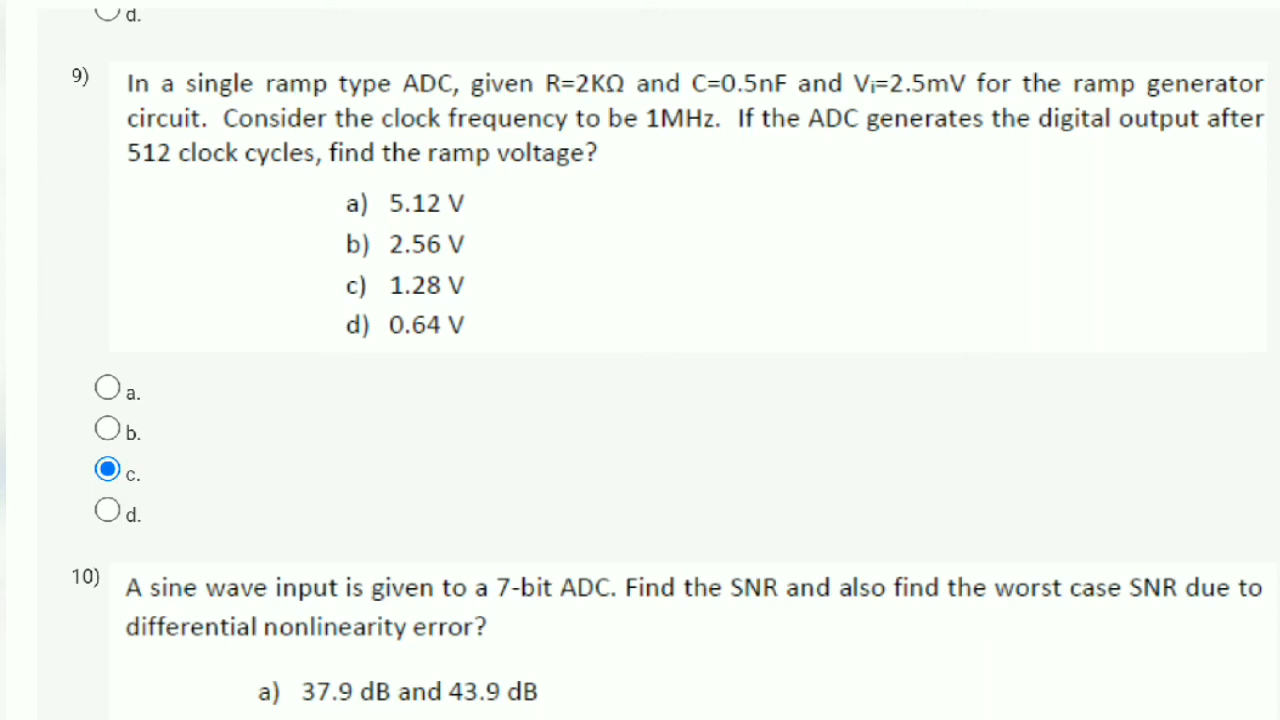 d.
9)
In a single ramp type ADC, given R=2KΩ and C=0.5nF and Vᵢ=2.5mV for the ramp generator
circuit. Consider the clock frequency to be 1MHz. If the ADC generates the digital output after
512 clock cycles, find the ramp voltage?
a) 5.12 V
b) 2.56 V
c) 1.28 V
d) 0.64 V
a.
b.
c.
d.
10)
A sine wave input is given to a 7-bit ADC. Find the SNR and also find the worst case SNR due to
differential nonlinearity error?
a) 37.9 dB and 43.9 dB